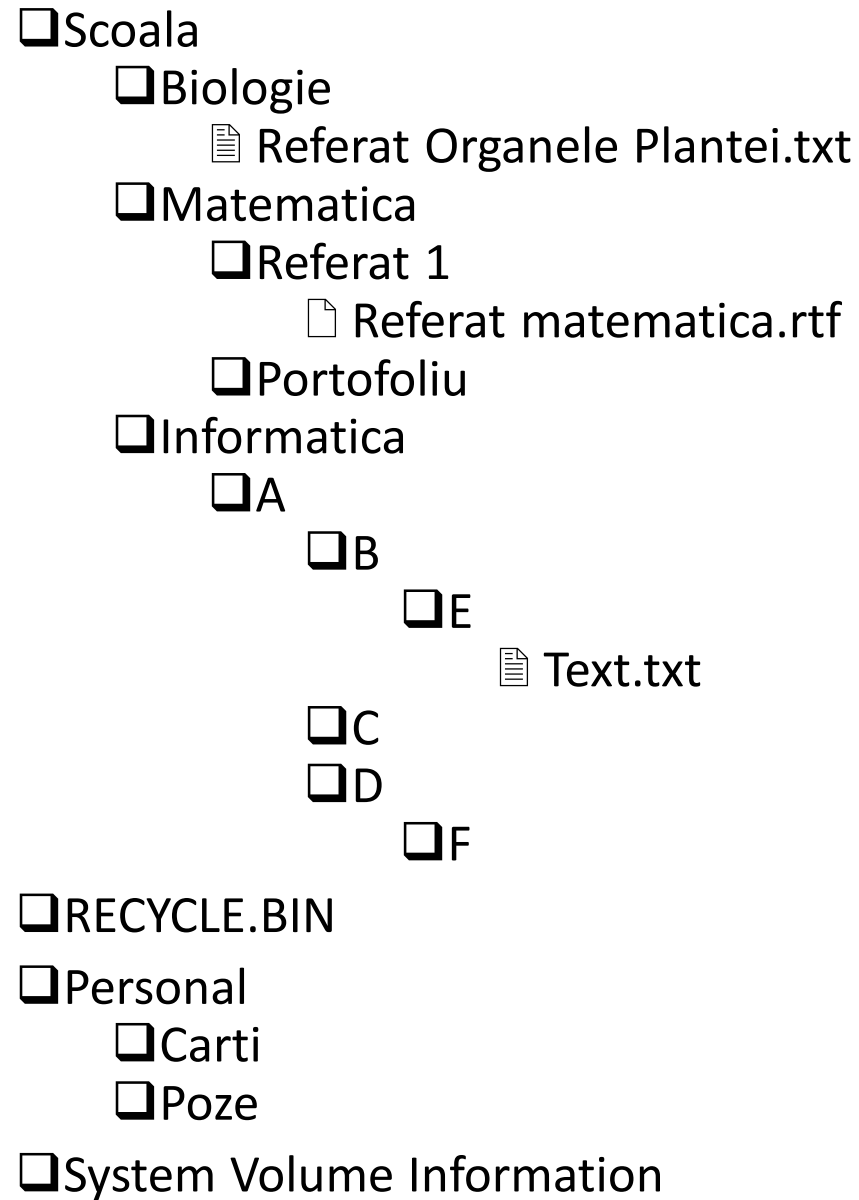 Scoala
Biologie
Referat Organele Plantei.txt
Matematica
Referat 1
Referat matematica.rtf
Portofoliu
Informatica
A
B
E
Text.txt
C
D
F
RECYCLE.BIN
Personal
Carti
Poze
System Volume Information